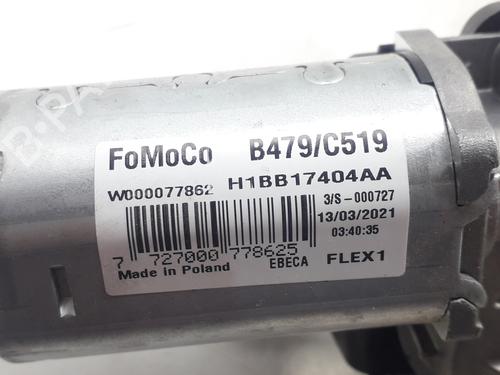 FoMoCo B479/C519
W000077862 H1BB17404AA
3/S-000727
13/03/2021
03:40:35
7 727000 778625
Made in Poland EBECA FLEX1
B-PA